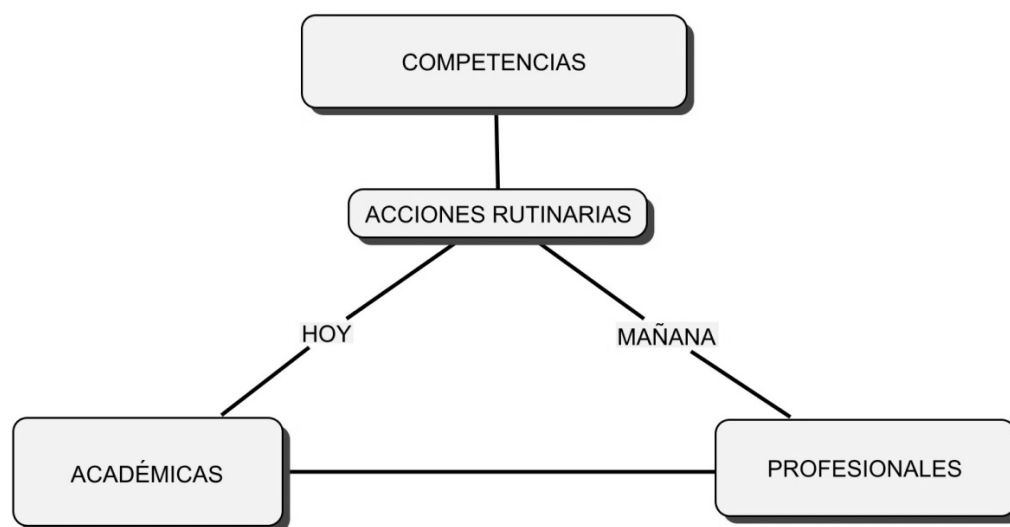 COMPETENCIAS
ACCIONES RUTINARIAS
HOY
MAÑANA
ACADÉMICAS
PROFESIONALES